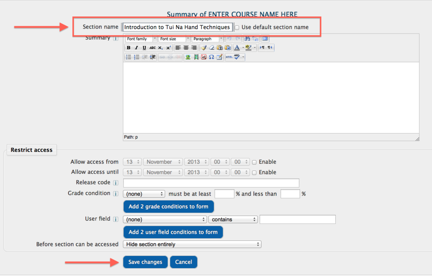 Summary of ENTER COURSE NAME HERE
Section name Introduction to Tui Na Hand Techniques Use default section name
Summary
Font family Font size Paragraph
Path: p
Restrict access
Allow access from 13 November 2013 00 00 Enable
Allow access until 13 November 2013 00 00 Enable
Release code
Grade condition (none) must be at least % and less than %
Add 2 grade conditions to form
User field (none) contains
Add 2 user field conditions to form
Before section can be accessed Hide section entirely
Save changes Cancel